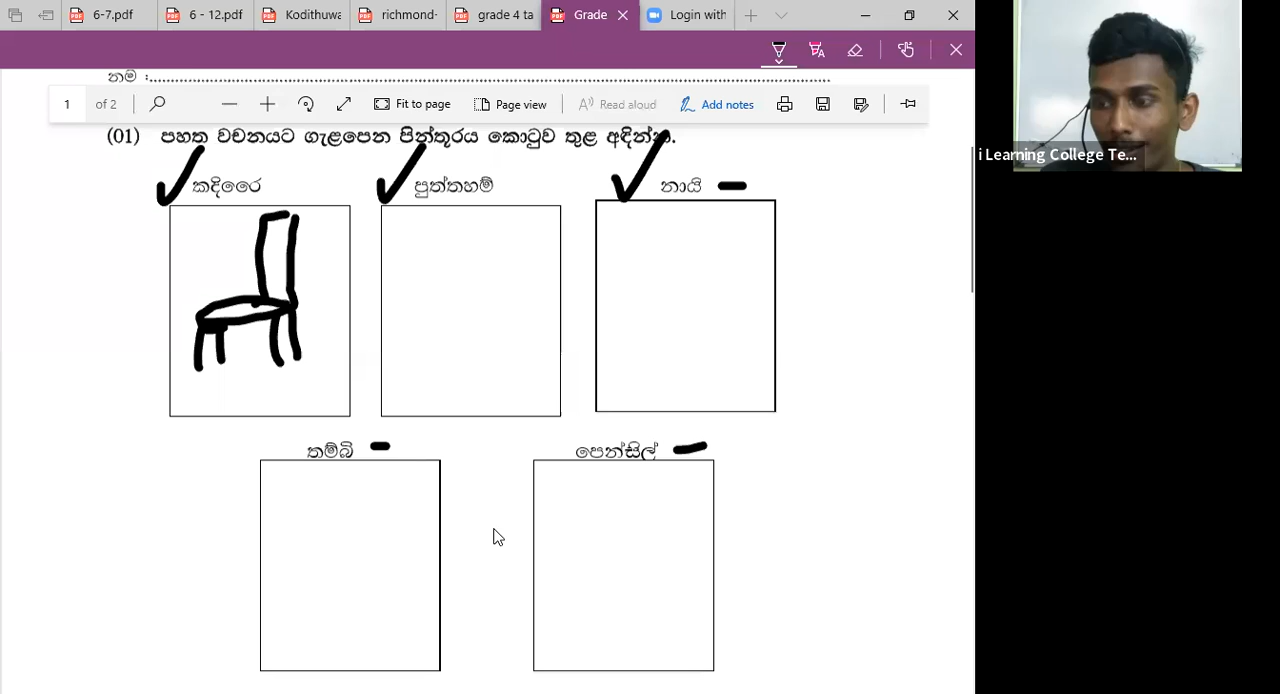 6-7.pdf 6 - 12.pdf Kodithuwa richmond- grade 4 ta Grade Login with
නම :
1 of 2 Fit to page Page view Read aloud Add notes
(01) පහත වචනයට ගැළපෙන පින්තූරය කොටුව තුළ අඳින්න.
i Learning College Te...
කදිරෛ පුත්තහම් නායි
තම්බි පෙන්සිල්